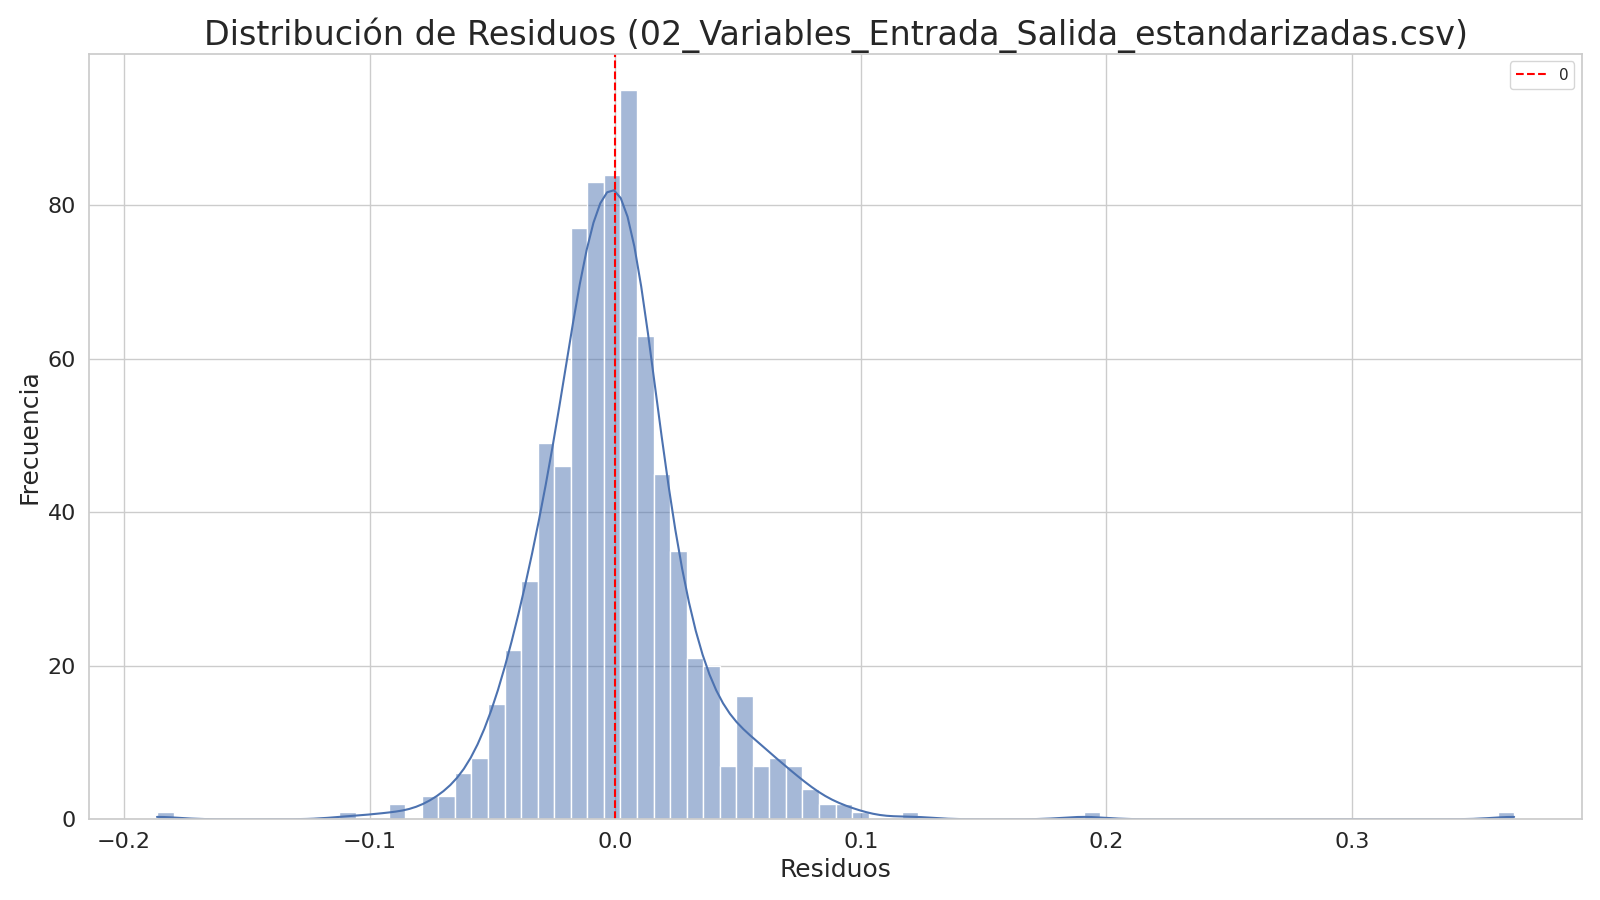 Distribución de Residuos (02_Variables_Entrada_Salida_estandarizadas.csv)
0
Frecuencia
80
60
40
20
0
−0.2 −0.1 0.0 0.1 0.2 0.3
Residuos